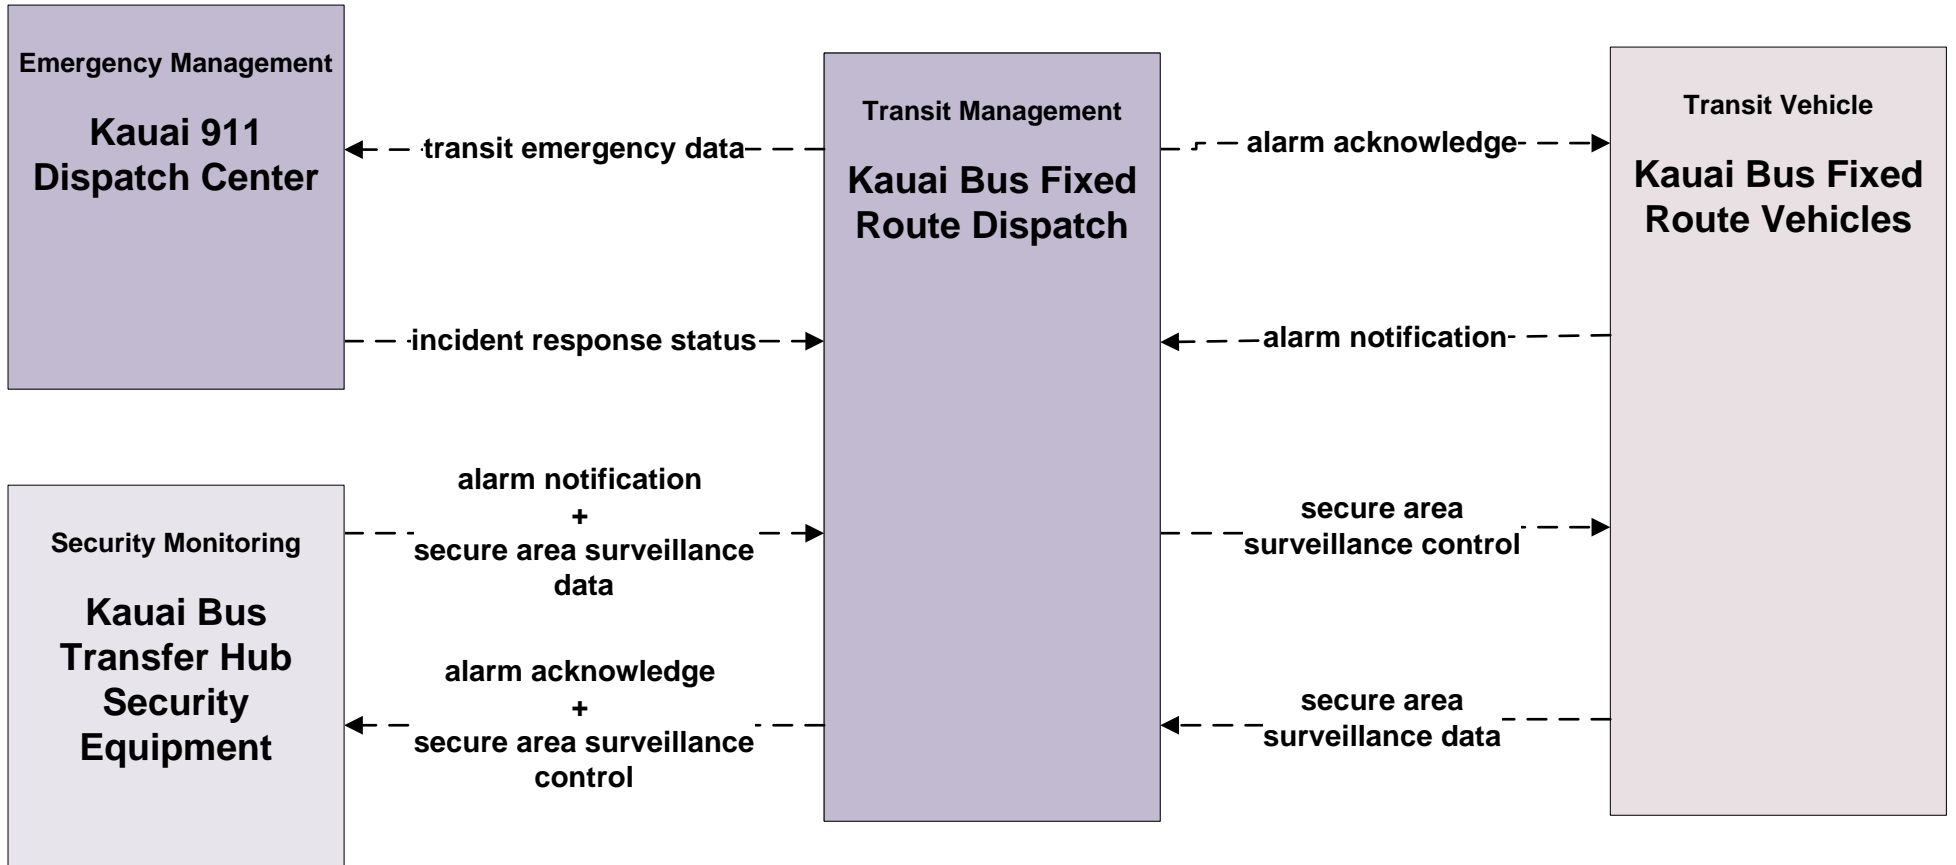 Emergency Management
Kauai 911
Dispatch Center
transit emergency data
incident response status
Transit Management
Kauai Bus Fixed
Route Dispatch
alarm acknowledge
Transit Vehicle
Kauai Bus Fixed
Route Vehicles
alarm notification
Security Monitoring
Kauai Bus
Transfer Hub
Security
Equipment
alarm notification
+
secure area surveillance
data
alarm acknowledge
+
secure area surveillance
control
secure area
surveillance control
secure area
surveillance data